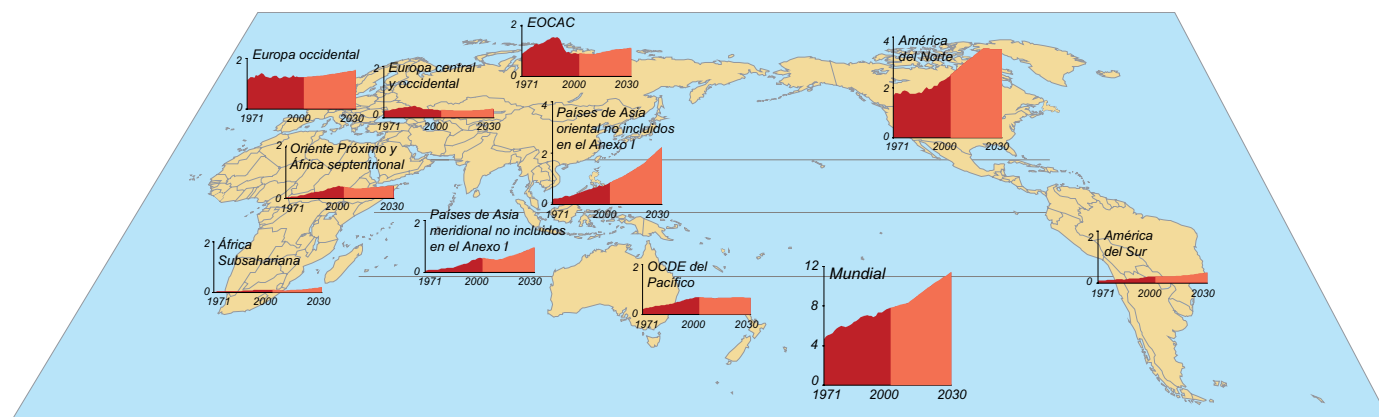 EOCAC
2
0
1971
2000
2030
Europa occidental
2
0
1971
2000
2030
Europa central
y occidental
2
0
1971
2000
2030
América
del Norte
4
2
0
1971
2000
2030
Países de Asia
oriental no incluidos
en el Anexo I
4
2
0
1971
2000
2030
Oriente Próximo y
África septentrional
2
0
1971
2000
2030
Países de Asia
meridional no incluidos
en el Anexo I
2
0
1971
2000
2030
África
Subsahariana
2
0
1971
2000
2030
OCDE del
Pacífico
2
0
1971
2000
2030
Mundial
12
8
4
0
1971
2000
2030
América
del Sur
2
0
1971
2000
2030